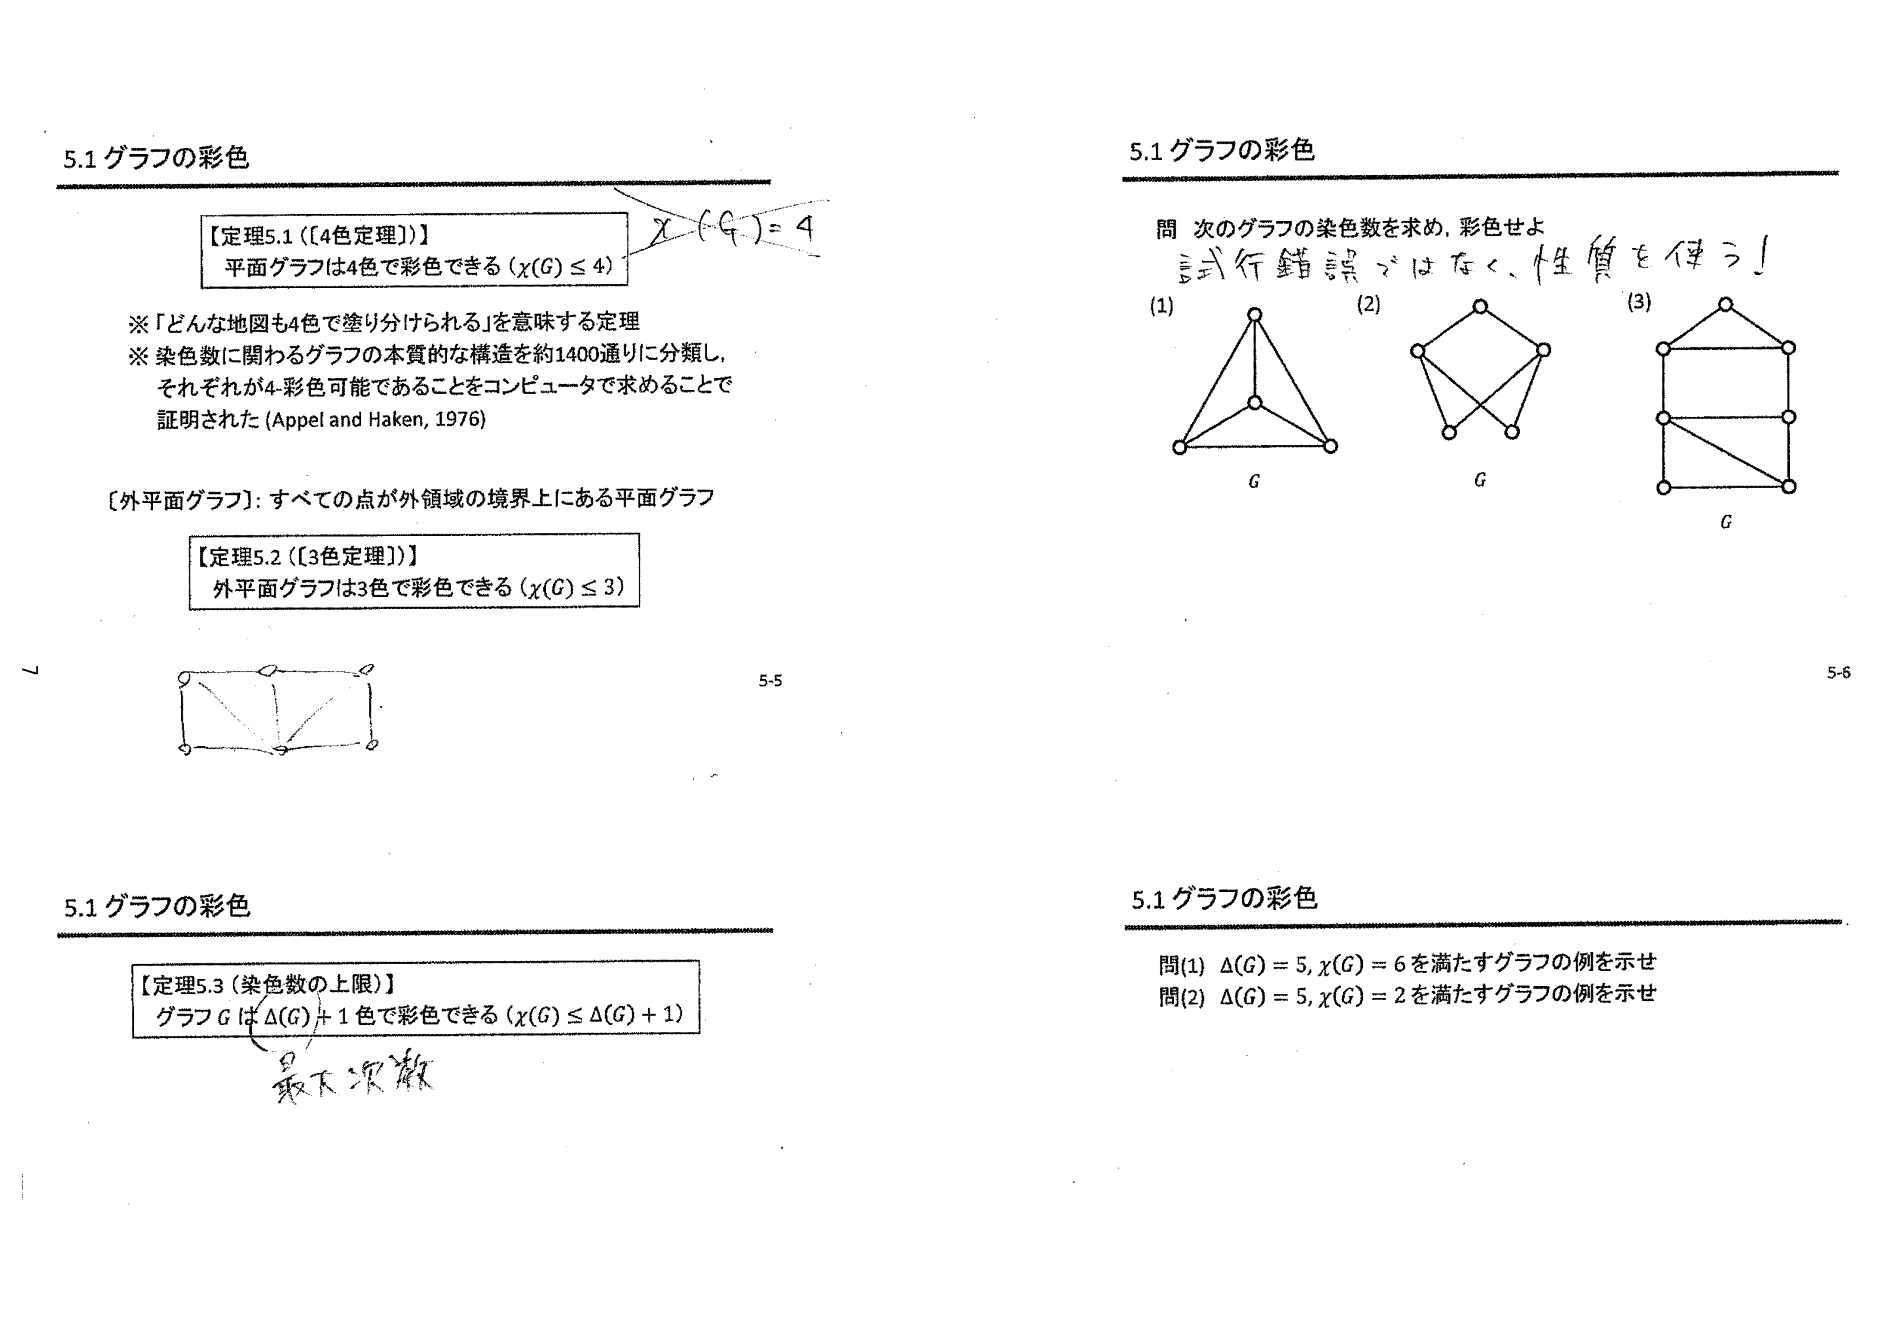 5.1 グラフの彩色
【定理5.1 (〔4色定理〕)】
平面グラフは4色で彩色できる (χ(G) ≤ 4)
χ(G) = 4
※「どんな地図も4色で塗り分けられる」を意味する定理
※ 染色数に関わるグラフの本質的な構造を約1400通りに分類し,
それぞれが4-彩色可能であることをコンピュータで求めることで
証明された (Appel and Haken, 1976)
〔外平面グラフ〕: すべての点が外領域の境界上にある平面グラフ
【定理5.2 (〔3色定理〕)】
外平面グラフは3色で彩色できる (χ(G) ≤ 3)
5-5
5.1 グラフの彩色
問 次のグラフの染色数を求め, 彩色せよ
試行錯誤ではなく、性質を使う!
(1) (2) (3)
G G G
5-6
5.1 グラフの彩色
【定理5.3 (染色数の上限)】
グラフ G は Δ(G) + 1 色で彩色できる (χ(G) ≤ Δ(G) + 1)
最大次数
5.1 グラフの彩色
問(1) Δ(G) = 5, χ(G) = 6 を満たすグラフの例を示せ
問(2) Δ(G) = 5, χ(G) = 2 を満たすグラフの例を示せ